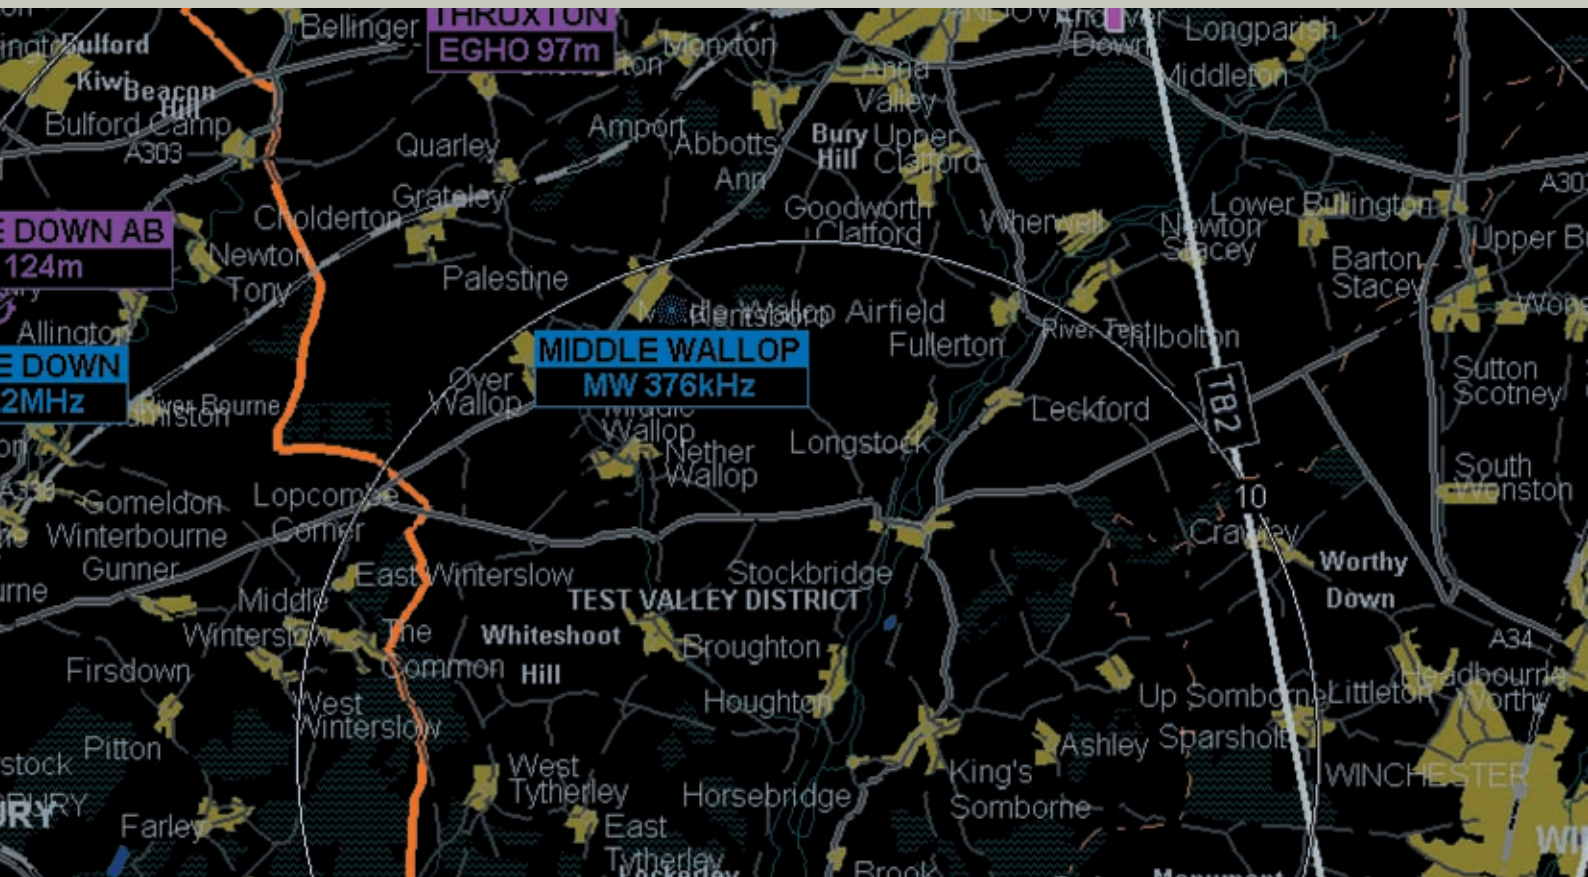 Bulford
Bellinger
THRUXTON
EGHO 97m
Monxton
Andover
Down
Longparish
Kiwi
Beacon
Hill
Anna
Valley
Middleton
Bulford Camp
A303
Quarley
Amport
Abbotts
Ann
Bury
Hill
Upper
Clatford
Grateley
Cholderton
Goodworth
Clatford
Wherwell
Lower Bullington
Newton
Stacey
E DOWN AB
124m
Newton
Tony
Palestine
Barton
Stacey
Upper B
Allington
Middle Wallop Airfield
Fullerton
River Test
Chilbolton
E DOWN
2MHz
MIDDLE WALLOP
MW 376kHz
River Bourne
Over
Wallop
Middle
Wallop
Nether
Wallop
Longstock
Leckford
TB2
Sutton
Scotney
South
Wonston
Gomeldon
Lopcombe
Corner
10
Winterbourne
Gunner
Crawley
Worthy
Down
East Winterslow
Stockbridge
TEST VALLEY DISTRICT
Middle
Winterslow
The
Common
Whiteshoot
Hill
Broughton
A34
Firsdown
Headbourne
Worthy
West
Winterslow
Houghton
Up Somborne
Littleton
Pitton
Ashley
Sparsholt
West
Tytherley
Horsebridge
King's
Somborne
WINCHESTER
Farley
East
Tytherley
Lockerley
Brook
Monument